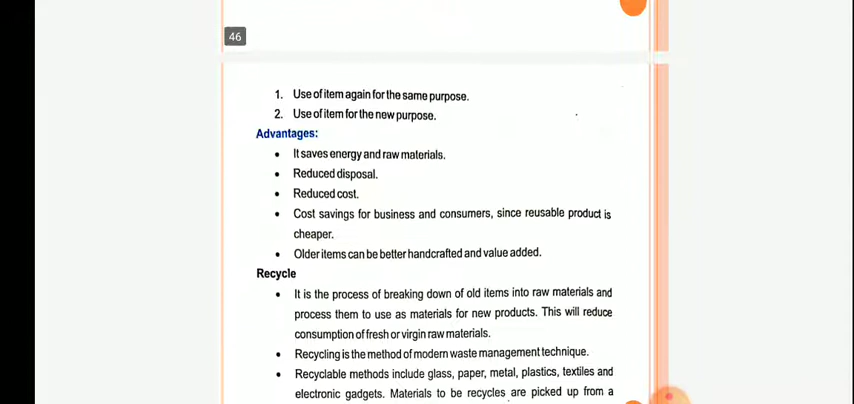 46
1. Use of item again for the same purpose.
2. Use of item for the new purpose.
Advantages:
• It saves energy and raw materials.
• Reduced disposal.
• Reduced cost.
• Cost savings for business and consumers, since reusable product is
cheaper.
• Older items can be better handcrafted and value added.
Recycle
• It is the process of breaking down of old items into raw materials and
process them to use as materials for new products. This will reduce
consumption of fresh or virgin raw materials.
• Recycling is the method of modern waste management technique.
• Recyclable methods include glass, paper, metal, plastics, textiles and
electronic gadgets. Materials to be recycles are picked up from a